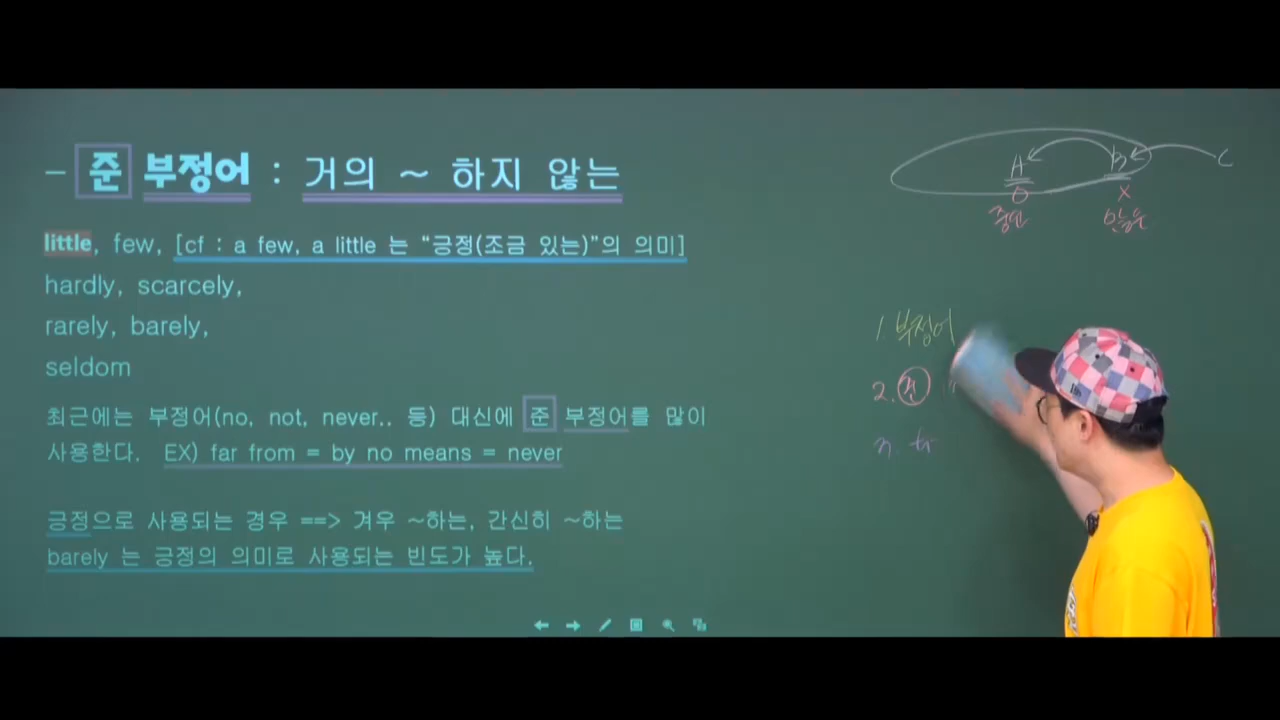 - 준 부정어 : 거의 ~ 하지 않는
little, few, [cf : a few, a little 는 “긍정(조금 있는)”의 의미]
hardly, scarcely,
rarely, barely,
seldom
최근에는 부정어(no, not, never.. 등) 대신에 준 부정어를 많이
사용한다. EX) far from = by no means = never
긍정으로 사용되는 경우 ==> 겨우 ~하는, 간신히 ~하는
barely 는 긍정의 의미로 사용되는 빈도가 높다.
A B C
O X
1. 부정어
2. 준